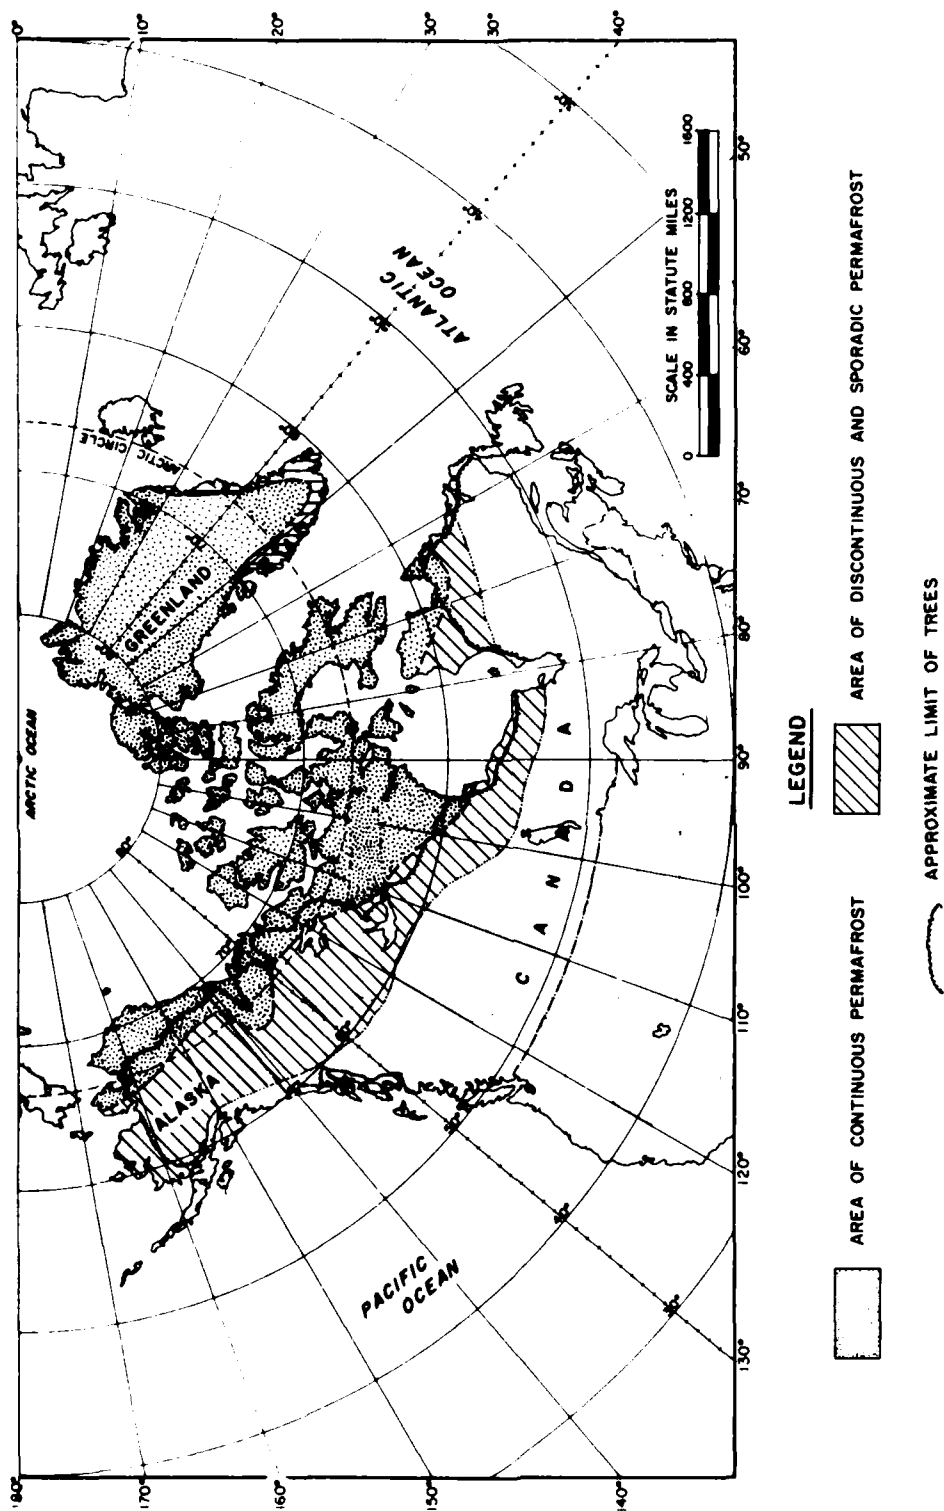 0°
10°
20°
30°
30°
40°
ARCTIC OCEAN
ARCTIC CIRCLE
GREENLAND
ATLANTIC
OCEAN
ALASKA
CANADA
PACIFIC
OCEAN
SCALE IN STATUTE MILES
0 400 800 1200 1600
180°
170°
160°
150°
140°
130°
120°
110°
100°
90°
80°
70°
60°
50°
LEGEND
AREA OF CONTINUOUS PERMAFROST
AREA OF DISCONTINUOUS AND SPORADIC PERMAFROST
APPROXIMATE LIMIT OF TREES